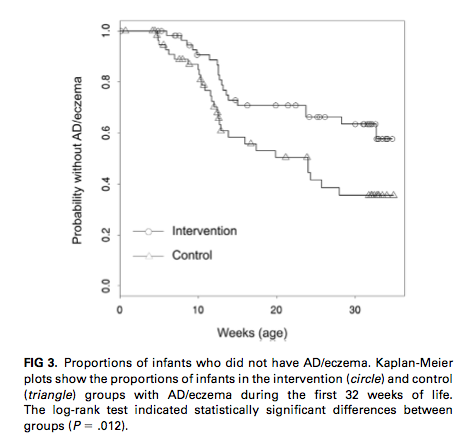 Probability without AD/eczema
1.0
0.8
0.6
0.4
0.2
0.0
Intervention
Control
0 10 20 30
Weeks (age)
FIG 3. Proportions of infants who did not have AD/eczema. Kaplan-Meier
plots show the proportions of infants in the intervention (circle) and control
(triangle) groups with AD/eczema during the first 32 weeks of life.
The log-rank test indicated statistically significant differences between
groups (P = .012).